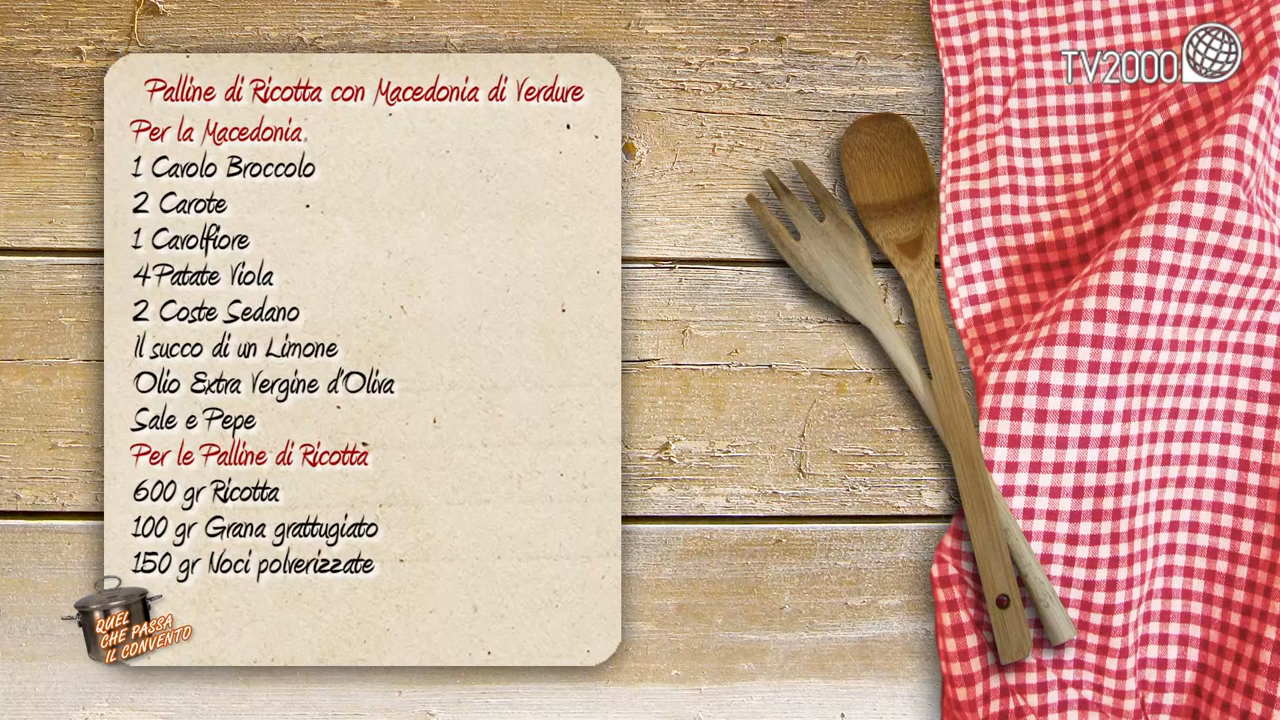 TV2000
Palline di Ricotta con Macedonia di Verdure
Per la Macedonia
1 Cavolo Broccolo
2 Carote
1 Cavolfiore
4 Patate Viola
2 Coste Sedano
Il succo di un Limone
Olio Extra Vergine d'Oliva
Sale e Pepe
Per le Palline di Ricotta
600 gr Ricotta
100 gr Grana grattugiato
150 gr Noci polverizzate
QUEL
CHE PASSA
IL CONVENTO